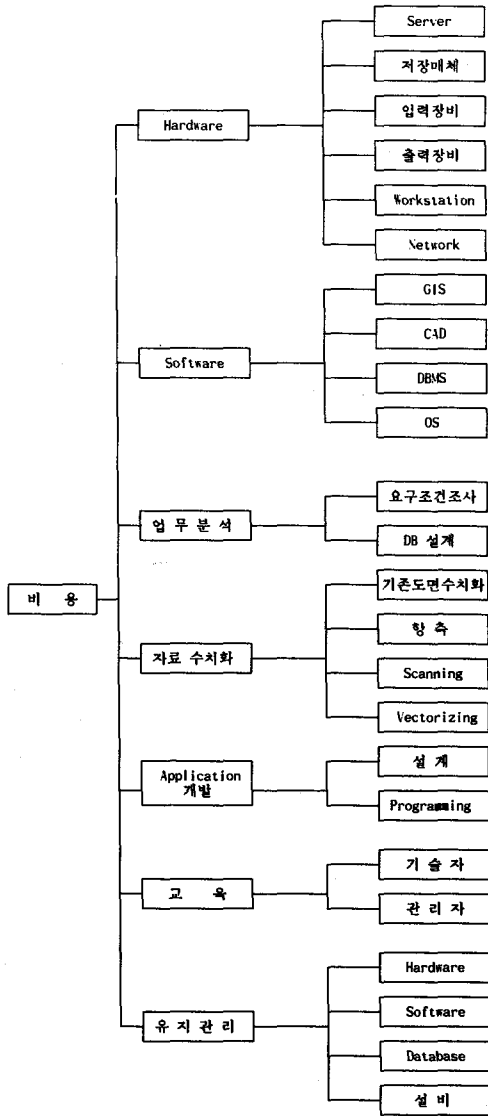 비 용
Hardware
Server
저장매체
입력장비
출력장비
Workstation
Network
Software
GIS
CAD
DBMS
OS
업 무 분 석
요구조건조사
DB 설계
자료 수치화
기존도면수치화
항 측
Scanning
Vectorizing
Application
개발
설 계
Programming
교 육
기 술 자
관 리 자
유 지 관 리
Hardware
Software
Database
설 비